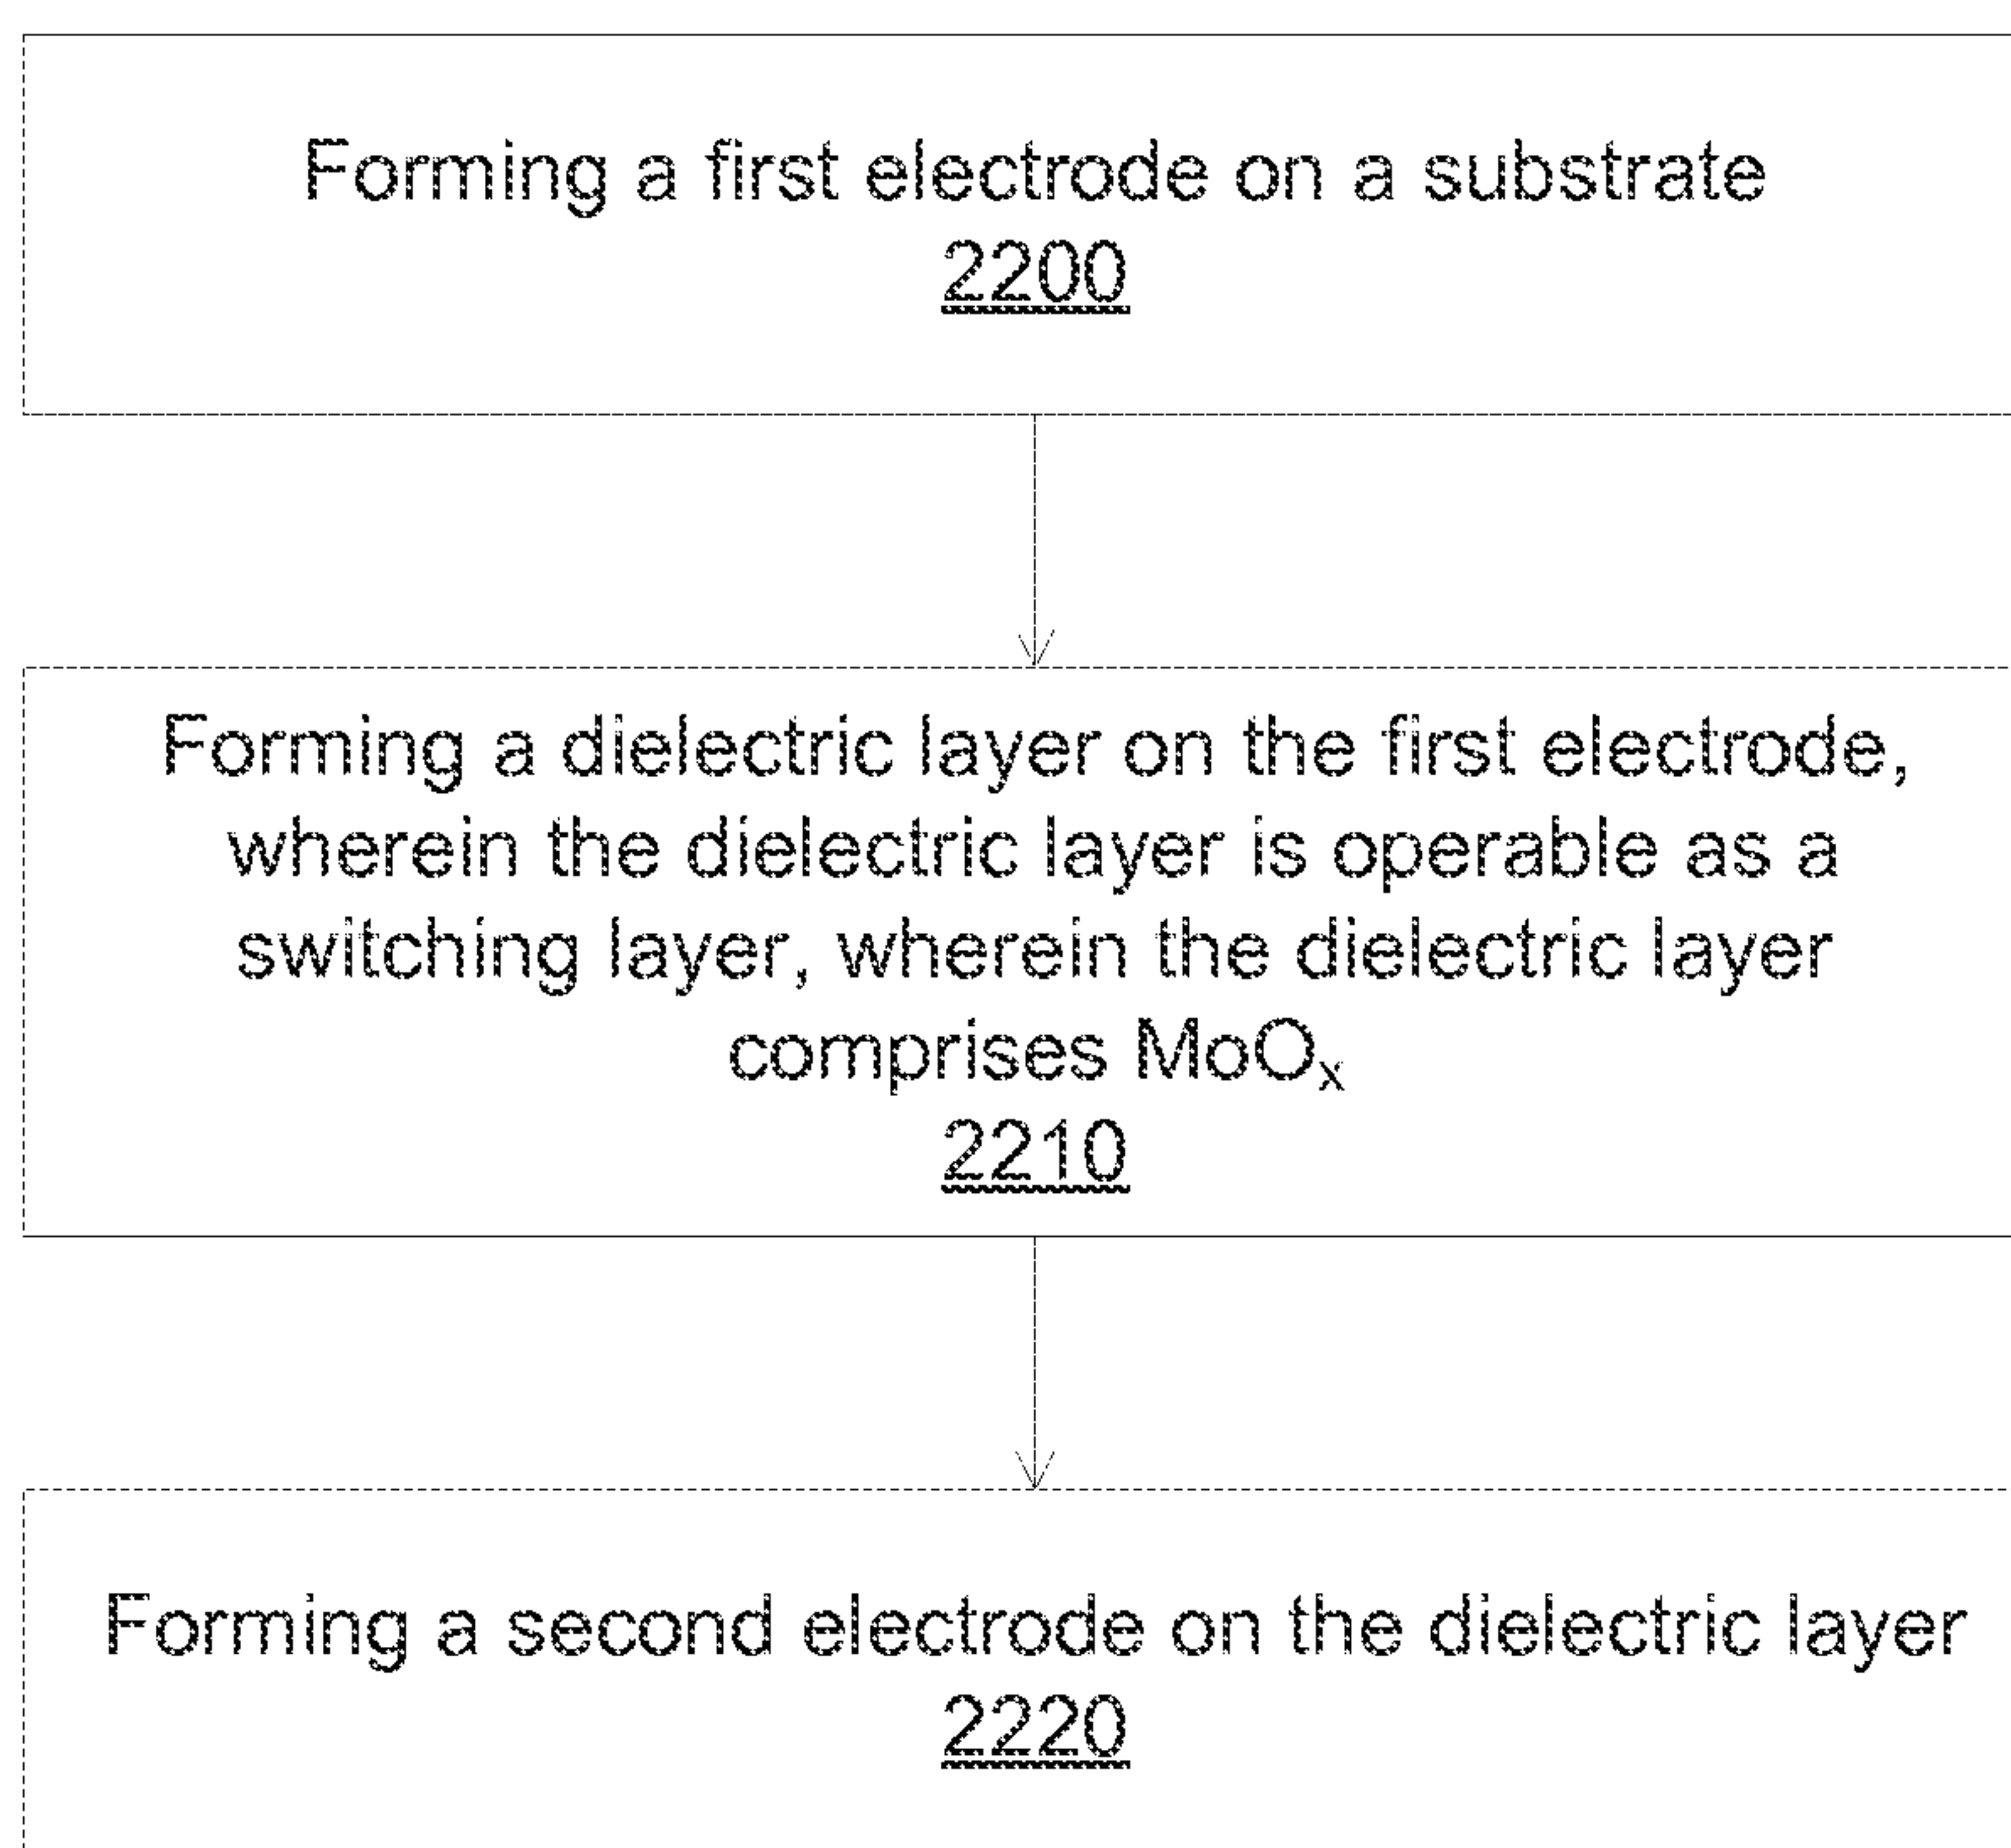 Forming a first electrode on a substrate
2200
Forming a dielectric layer on the first electrode,
wherein the dielectric layer is operable as a
switching layer, wherein the dielectric layer
comprises MoOₓ
2210
Forming a second electrode on the dielectric layer
2220